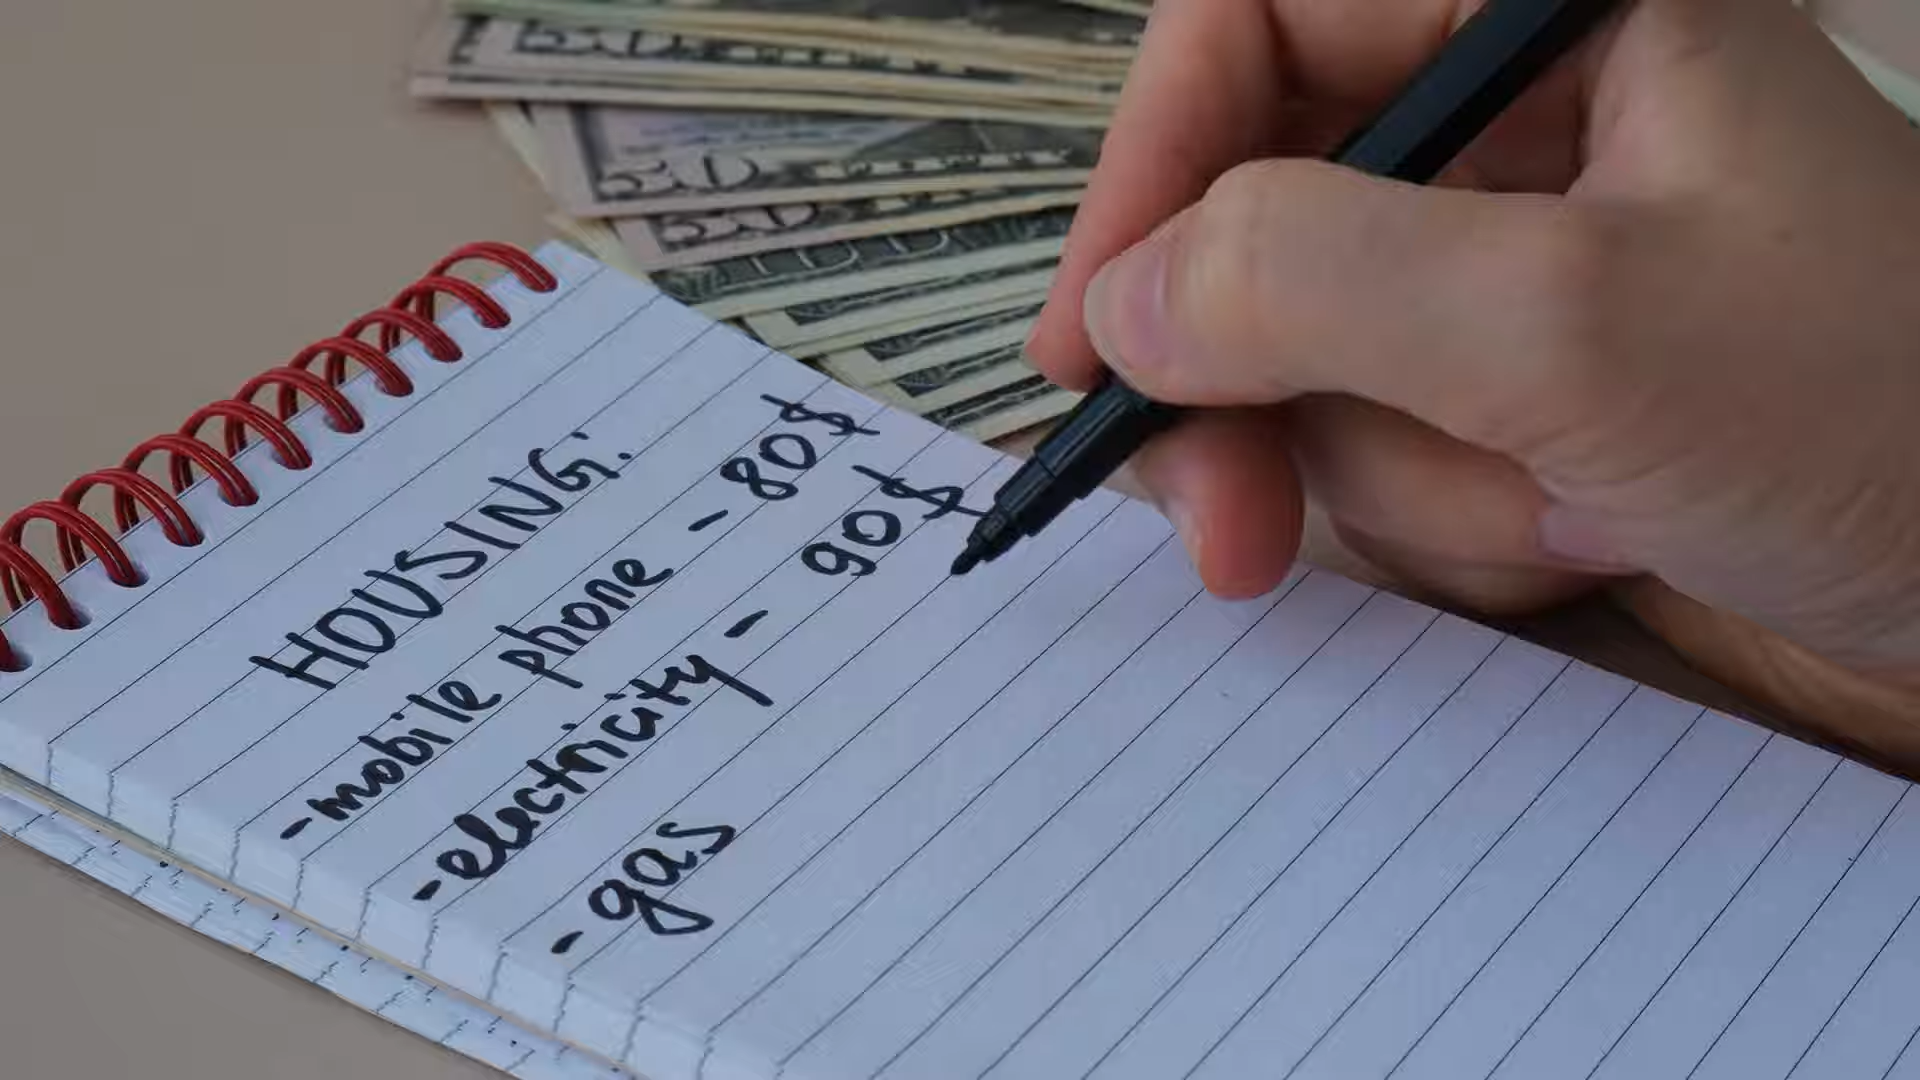 HOUSING:
- mobile phone - 80$
- electricity - 90$
- gas